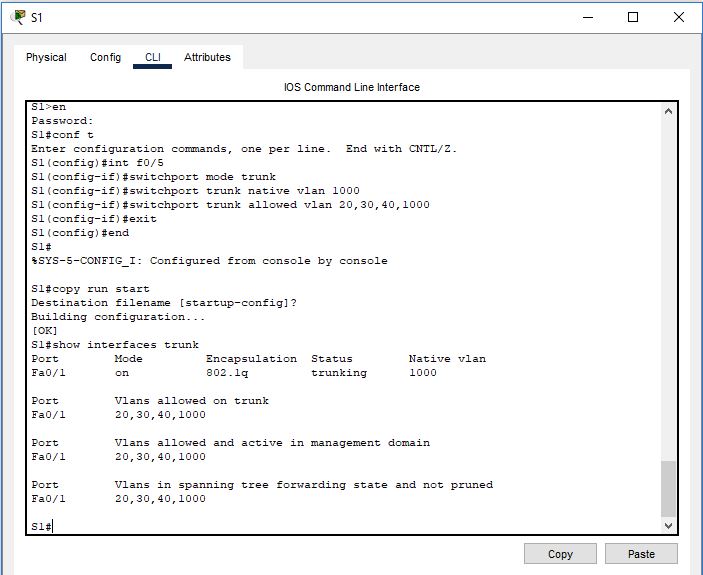 S1
Physical Config CLI Attributes
IOS Command Line Interface
S1>en
Password:
S1#conf t
Enter configuration commands, one per line.  End with CNTL/Z.
S1(config)#int f0/5
S1(config-if)#switchport mode trunk
S1(config-if)#switchport trunk native vlan 1000
S1(config-if)#switchport trunk allowed vlan 20,30,40,1000
S1(config-if)#exit
S1(config)#end
S1#
%SYS-5-CONFIG_I: Configured from console by console
S1#copy run start
Destination filename [startup-config]?
Building configuration...
[OK]
S1#show interfaces trunk
Port        Mode         Encapsulation  Status        Native vlan
Fa0/1       on           802.1q         trunking      1000
Port        Vlans allowed on trunk
Fa0/1       20,30,40,1000
Port        Vlans allowed and active in management domain
Fa0/1       20,30,40,1000
Port        Vlans in spanning tree forwarding state and not pruned
Fa0/1       20,30,40,1000
S1#
Copy Paste